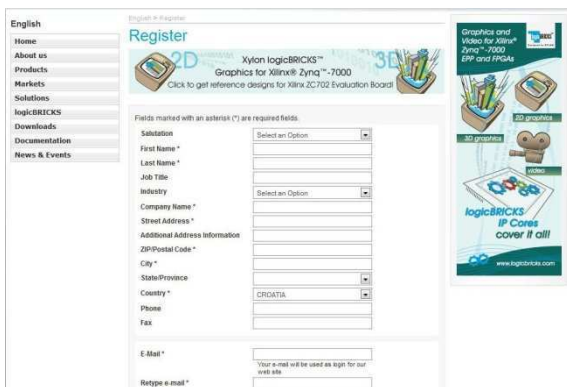 English
Home
About us
Products
Markets
Solutions
logicBRICKS
Downloads
Documentation
News & Events
English > Register
Register
2D
3D
Xylon logicBRICKS™
Graphics for Xilinx® Zynq™-7000
Click to get reference designs for Xilinx ZC702 Evaluation Board!
Fields marked with an asterisk (*) are required fields.
Salutation
Select an Option
First Name *
Last Name *
Job Title
Industry
Select an Option
Company Name *
Street Address *
Additional Address Information
ZIP/Postal Code *
City *
State/Province
Country *
CROATIA
Phone
Fax
E-Mail *
Your e-mail will be used as login for our
web site
Retype e-mail *
Graphics and
Video for Xilinx®
Zynq™-7000
EPP and FPGAs
2D graphics
3D graphics
video
logicBRICKS
IP Cores
cover it all!
www.logicbricks.com